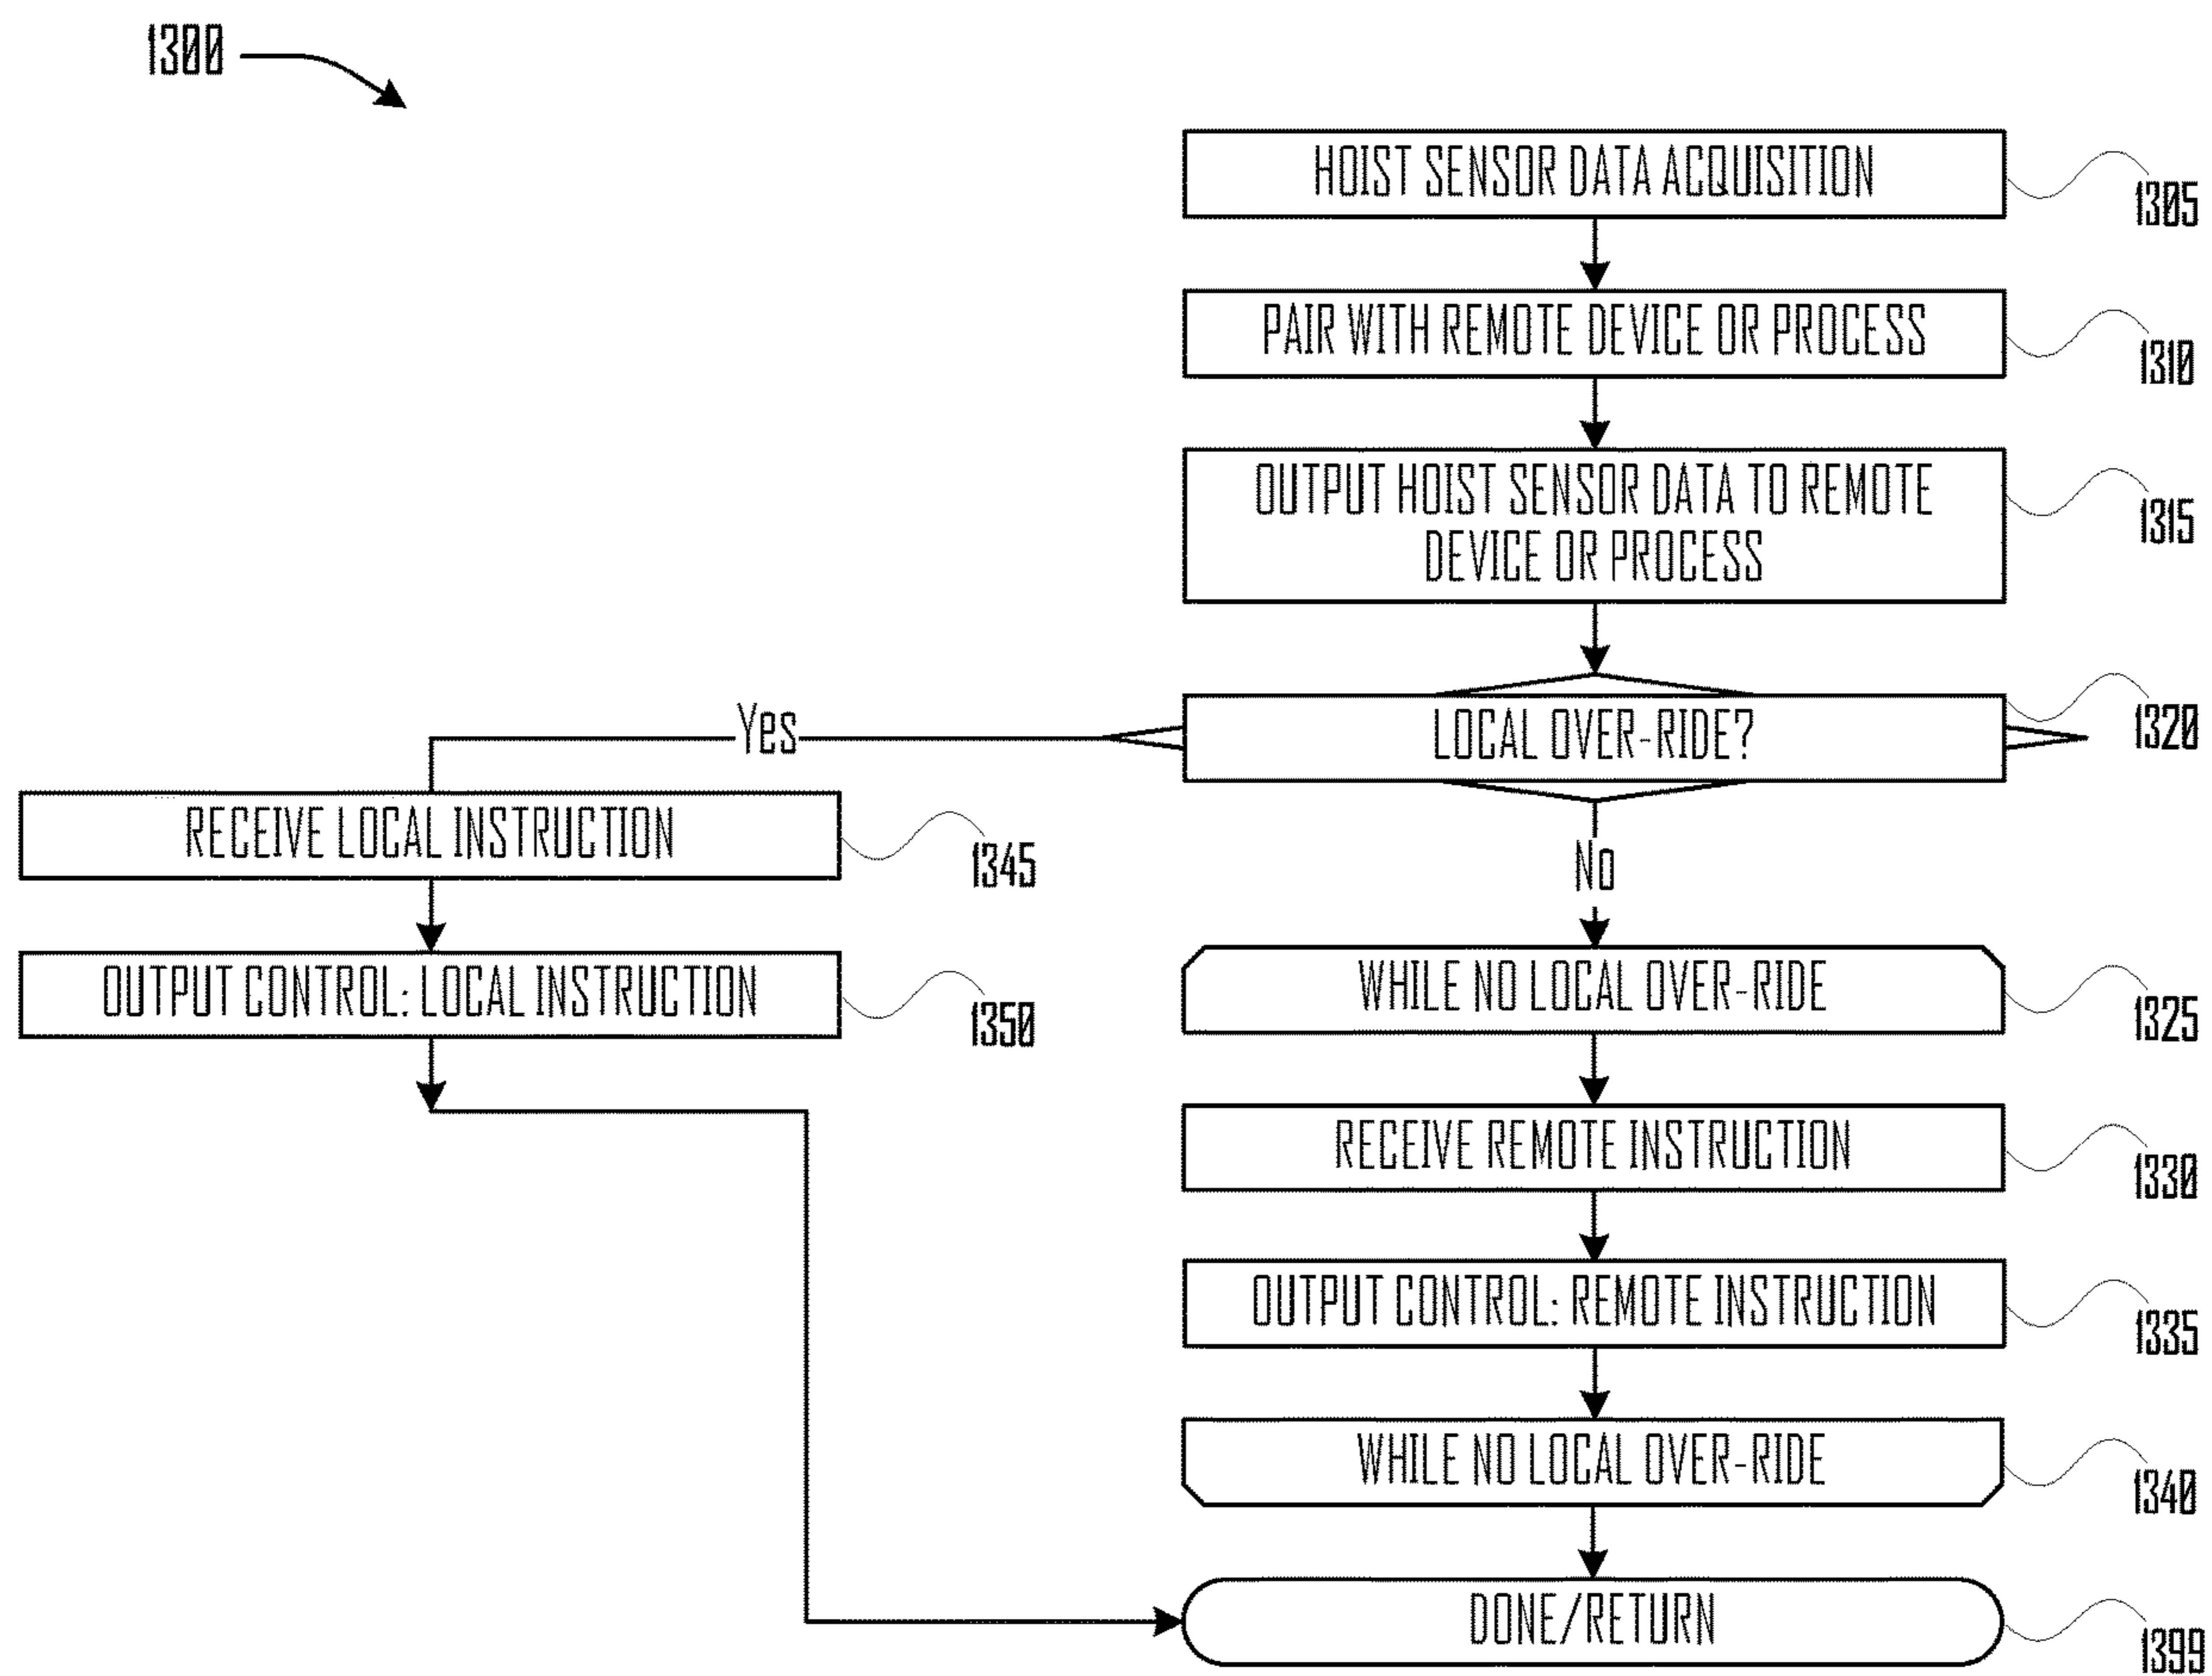 1300
HOIST SENSOR DATA ACQUISITION
1305
PAIR WITH REMOTE DEVICE OR PROCESS
1310
OUTPUT HOIST SENSOR DATA TO REMOTE
DEVICE OR PROCESS
1315
LOCAL OVER-RIDE?
1320
Yes
No
RECEIVE LOCAL INSTRUCTION
1345
OUTPUT CONTROL: LOCAL INSTRUCTION
1350
WHILE NO LOCAL OVER-RIDE
1325
RECEIVE REMOTE INSTRUCTION
1330
OUTPUT CONTROL: REMOTE INSTRUCTION
1335
WHILE NO LOCAL OVER-RIDE
1340
DONE/RETURN
1399